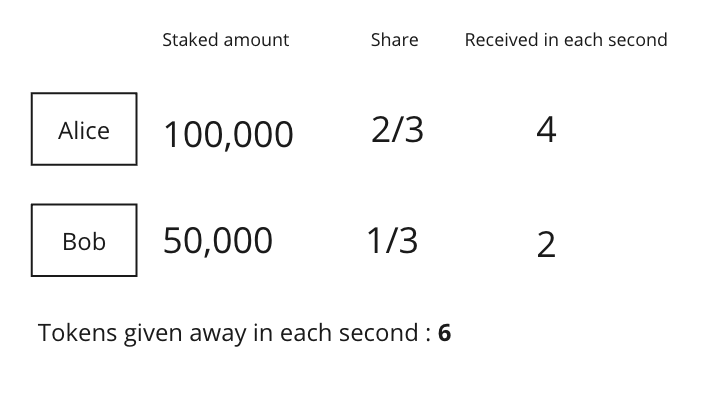 Staked amount Share Received in each second
Alice 100,000 2/3 4
Bob 50,000 1/3 2
Tokens given away in each second : 6